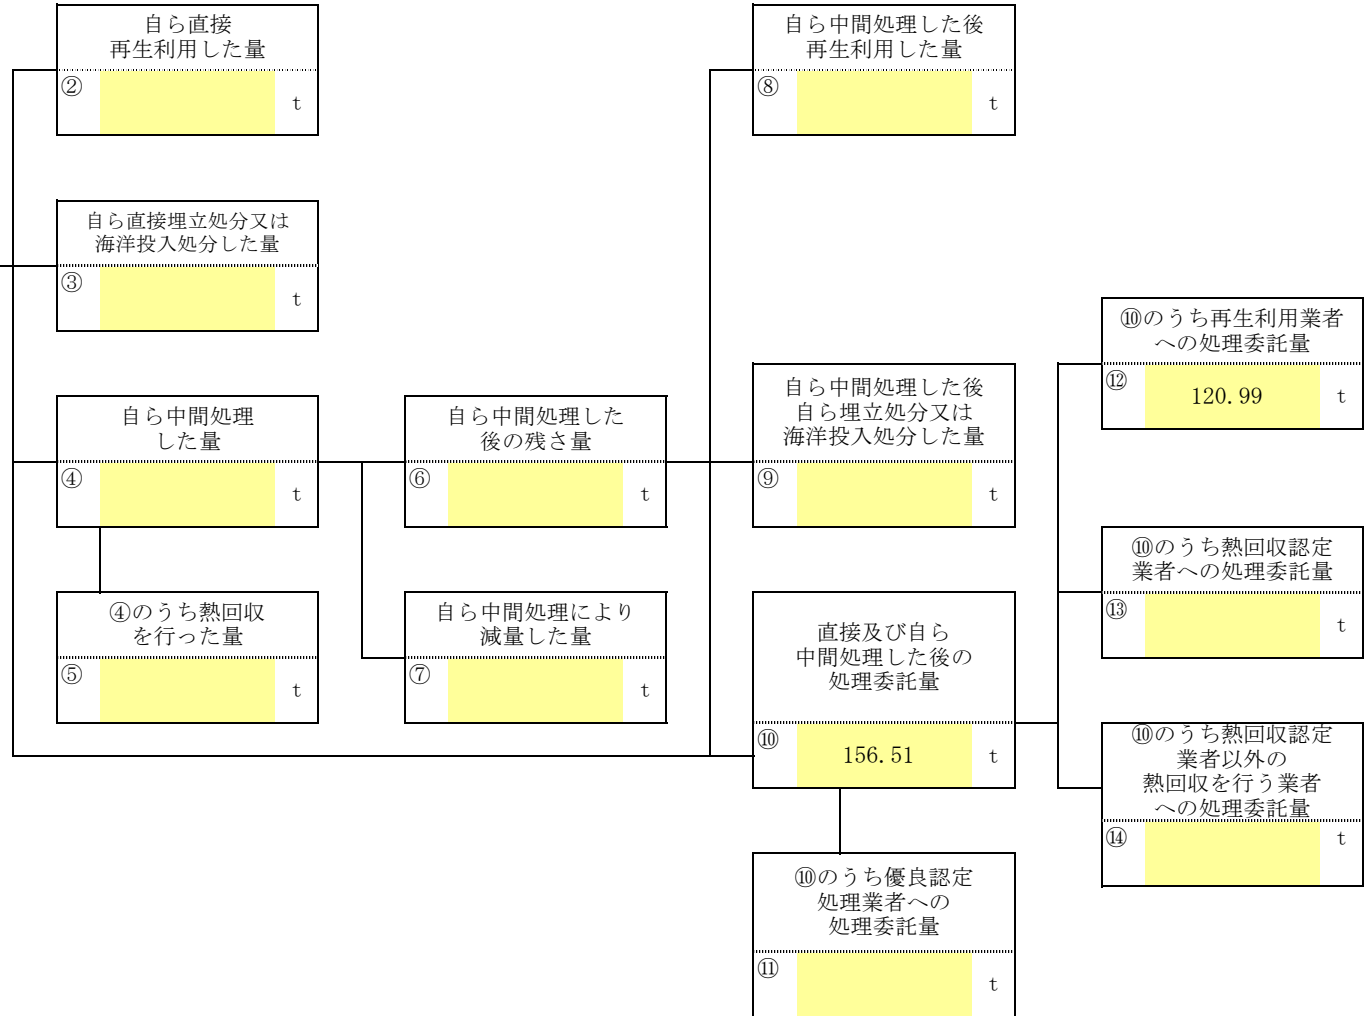 自ら直接
再生利用した量
②
t
自ら中間処理した後
再生利用した量
⑧
t
自ら直接埋立処分又は
海洋投入処分した量
③
t
⑩のうち再生利用業者
への処理委託量
⑫
120.99
t
自ら中間処理
した量
④
t
自ら中間処理した
後の残さ量
⑥
t
自ら中間処理した後
自ら埋立処分又は
海洋投入処分した量
⑨
t
⑩のうち熱回収認定
業者への処理委託量
⑬
t
④のうち熱回収
を行った量
⑤
t
自ら中間処理により
減量した量
⑦
t
直接及び自ら
中間処理した後の
処理委託量
⑩
156.51
t
⑩のうち熱回収認定
業者以外の
熱回収を行う業者
への処理委託量
⑭
t
⑩のうち優良認定
処理業者への
処理委託量
⑪
t